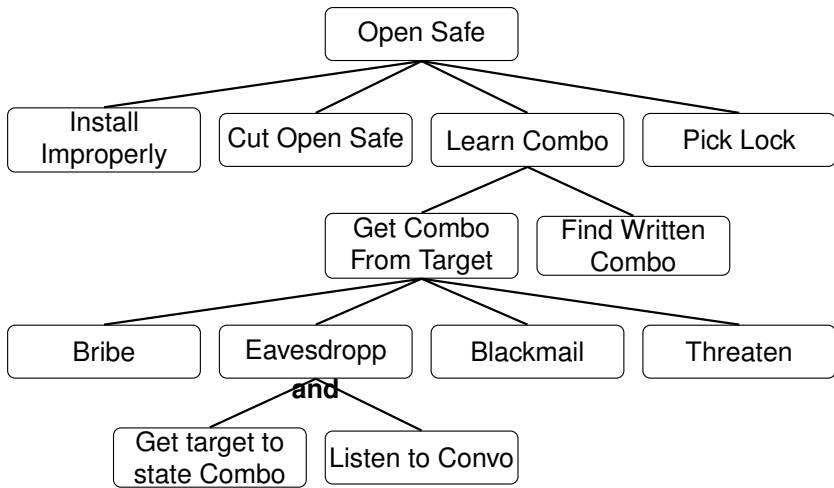 Open Safe
Install
Improperly
Cut Open Safe
Learn Combo
Pick Lock
Get Combo
From Target
Find Written
Combo
Bribe
Eavesdropp
Blackmail
Threaten
and
Get target to
state Combo
Listen to Convo